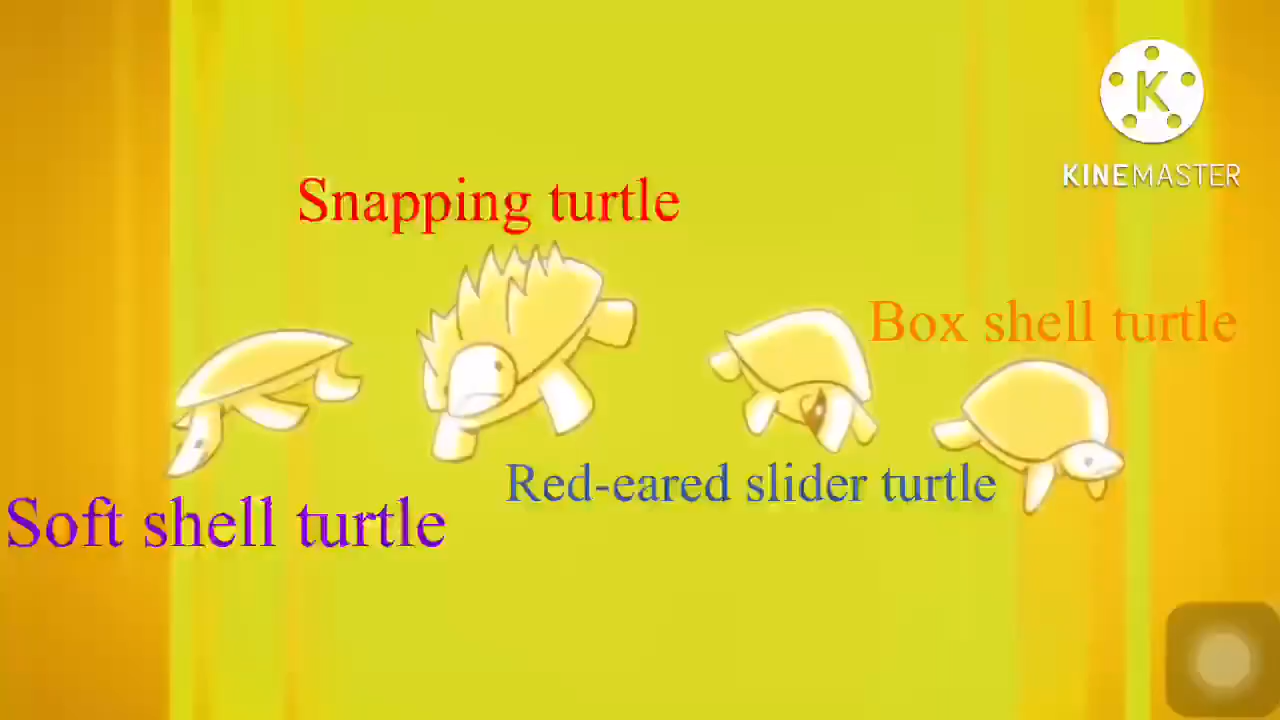 K
KINEMASTER
Snapping turtle
Box shell turtle
Red-eared slider turtle
Soft shell turtle